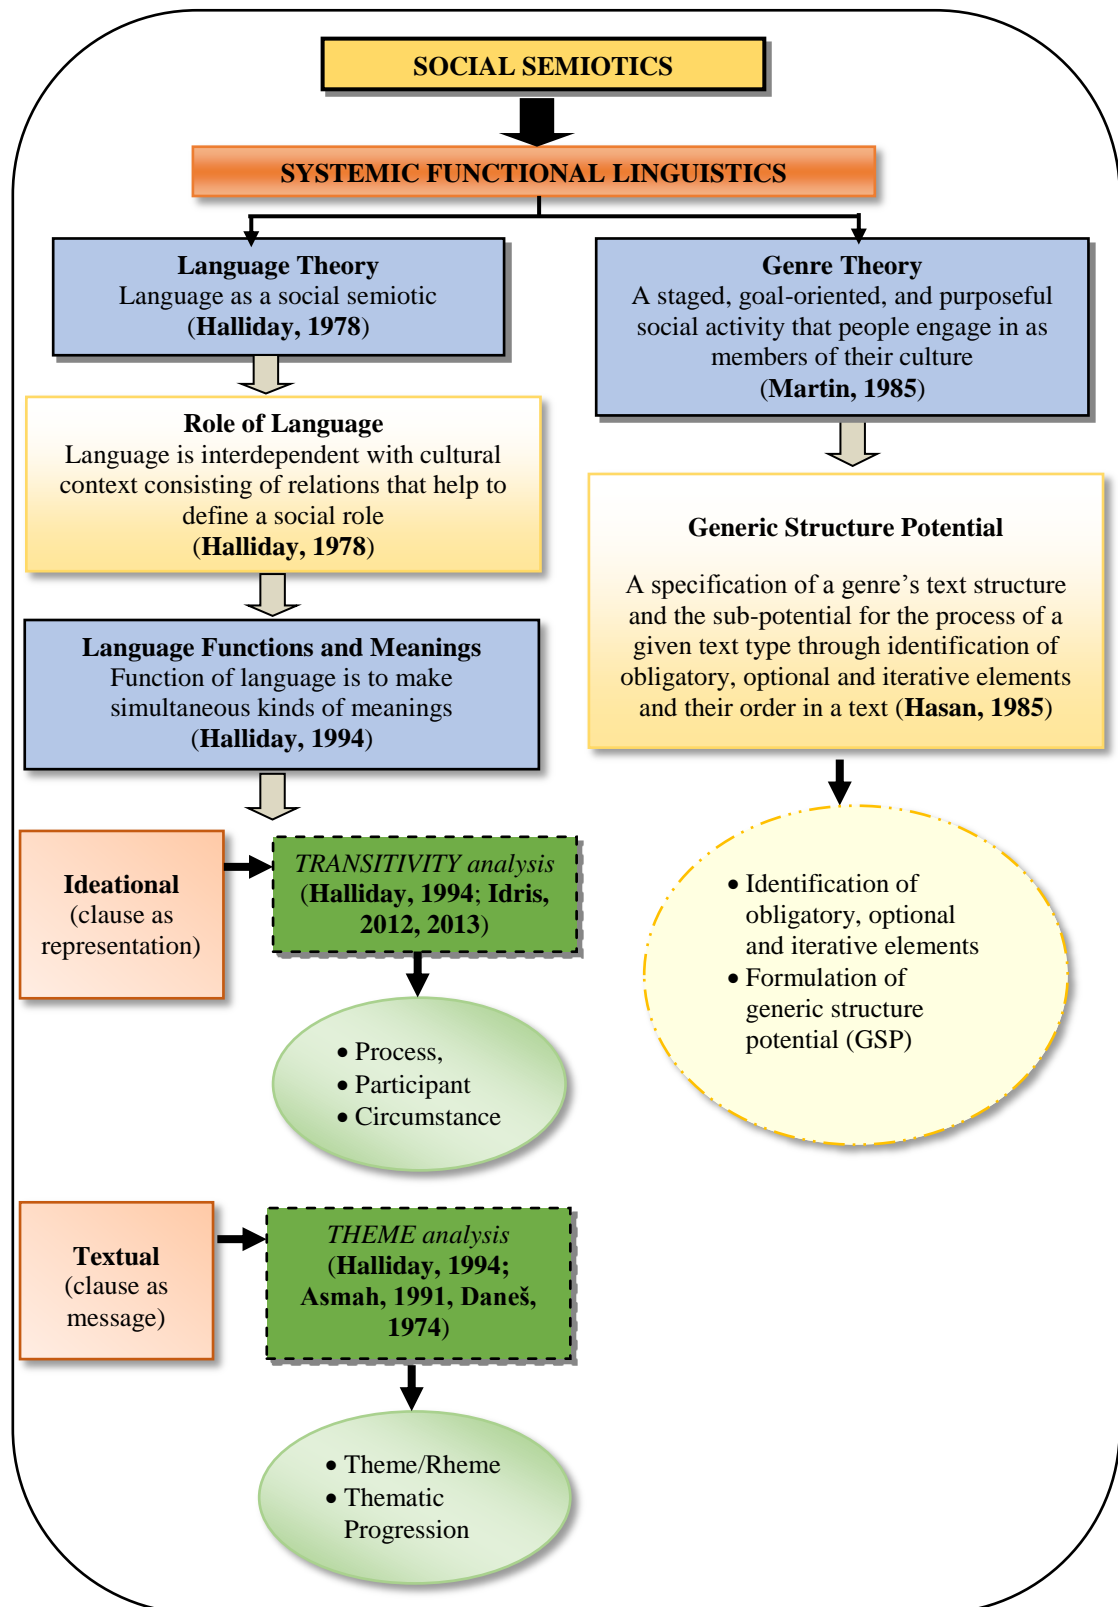 SOCIAL SEMIOTICS
SYSTEMIC FUNCTIONAL LINGUISTICS
Language Theory
Language as a social semiotic
(Halliday, 1978)
Genre Theory
A staged, goal-oriented, and purposeful
social activity that people engage in as
members of their culture
(Martin, 1985)
Role of Language
Language is interdependent with cultural
context consisting of relations that help to
define a social role
(Halliday, 1978)
Generic Structure Potential
A specification of a genre’s text structure
and the sub-potential for the process of a
given text type through identification of
obligatory, optional and iterative elements
and their order in a text (Hasan, 1985)
Language Functions and Meanings
Function of language is to make
simultaneous kinds of meanings
(Halliday, 1994)
Ideational
(clause as
representation)
TRANSITIVITY analysis
(Halliday, 1994; Idris,
2012, 2013)
• Process,
• Participant
• Circumstance
• Identification of
obligatory, optional
and iterative elements
• Formulation of
generic structure
potential (GSP)
Textual
(clause as
message)
THEME analysis
(Halliday, 1994;
Asmah, 1991, Daneš,
1974)
• Theme/Rheme
• Thematic
Progression